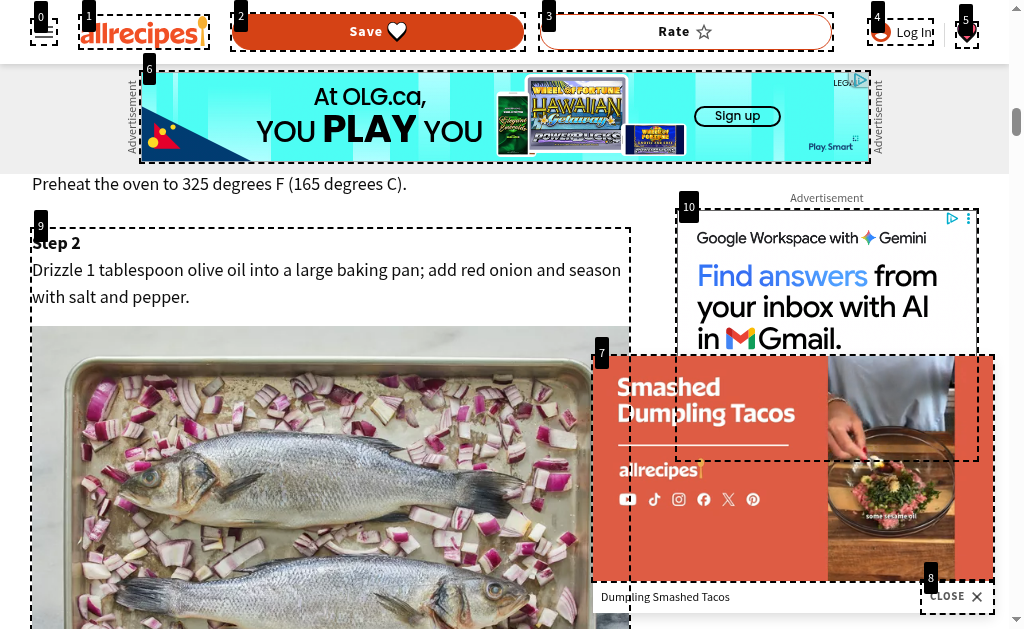 0
1
2
3
4
5
allrecipes
Save
Rate
Log In
6
Advertisement
At OLG.ca,
YOU PLAY YOU
WHEEL OF FORTUNE
HAWAIIAN
Getaway
POWERBUCKS
Sign up
Play Smart
Advertisement
Preheat the oven to 325 degrees F (165 degrees C).
9
Step 2
Drizzle 1 tablespoon olive oil into a large baking pan; add red onion and season
with salt and pepper.
Advertisement
10
Google Workspace with Gemini
Find answers from
your inbox with AI
in Gmail.
7
Smashed
Dumpling Tacos
allrecipes
some sesame oil
8
Dumpling Smashed Tacos
CLOSE